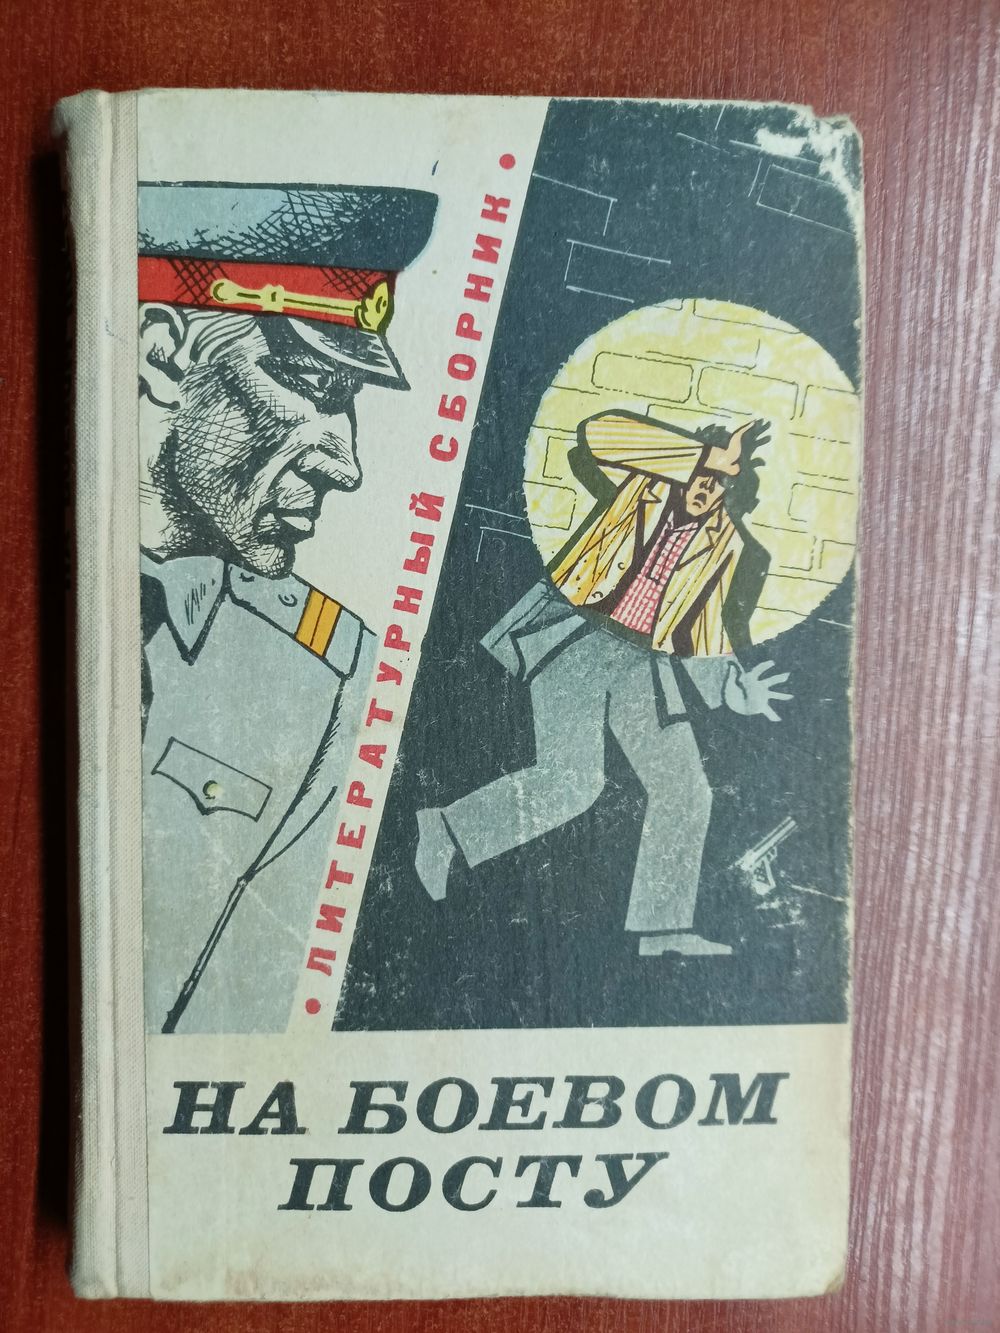 • ЛИТЕРАТУРНЫЙ СБОРНИК •
НА БОЕВОМ
ПОСТУ